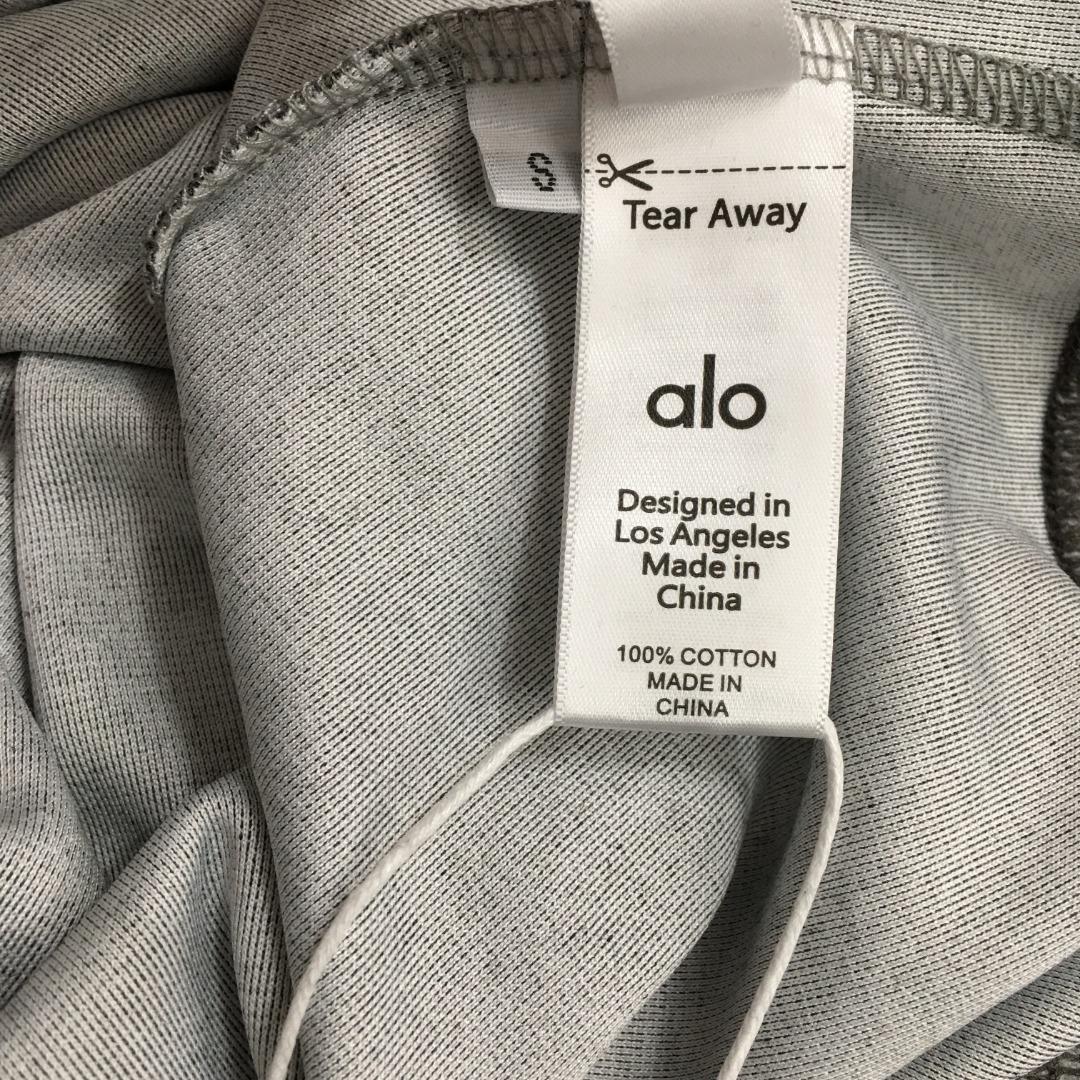 S
Tear Away
alo
Designed in
Los Angeles
Made in
China
100% COTTON
MADE IN
CHINA